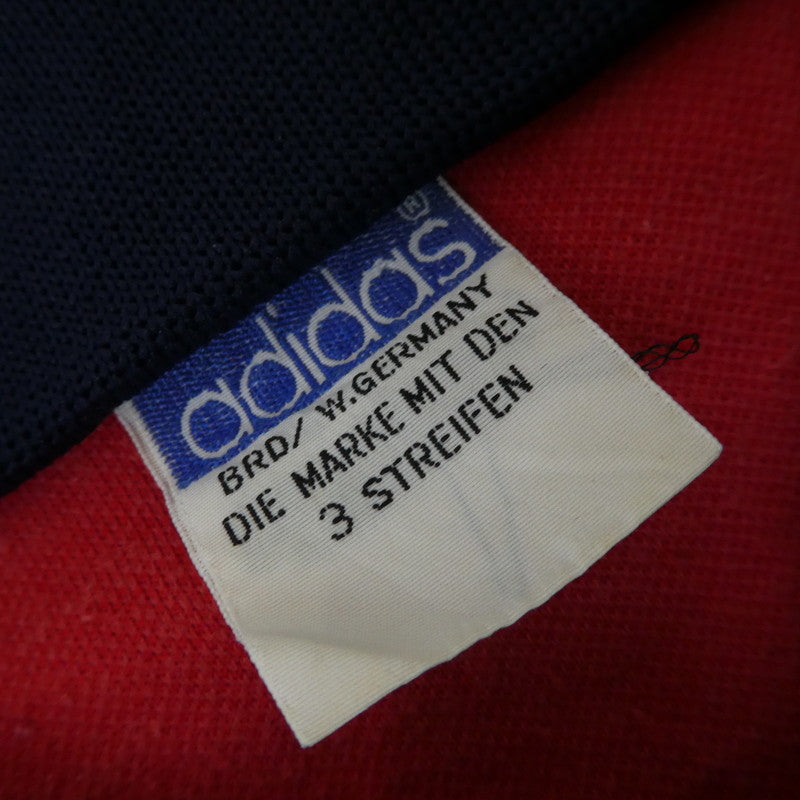 adidas®
BRD/ W.GERMANY
DIE MARKE MIT DEN
3 STREIFEN